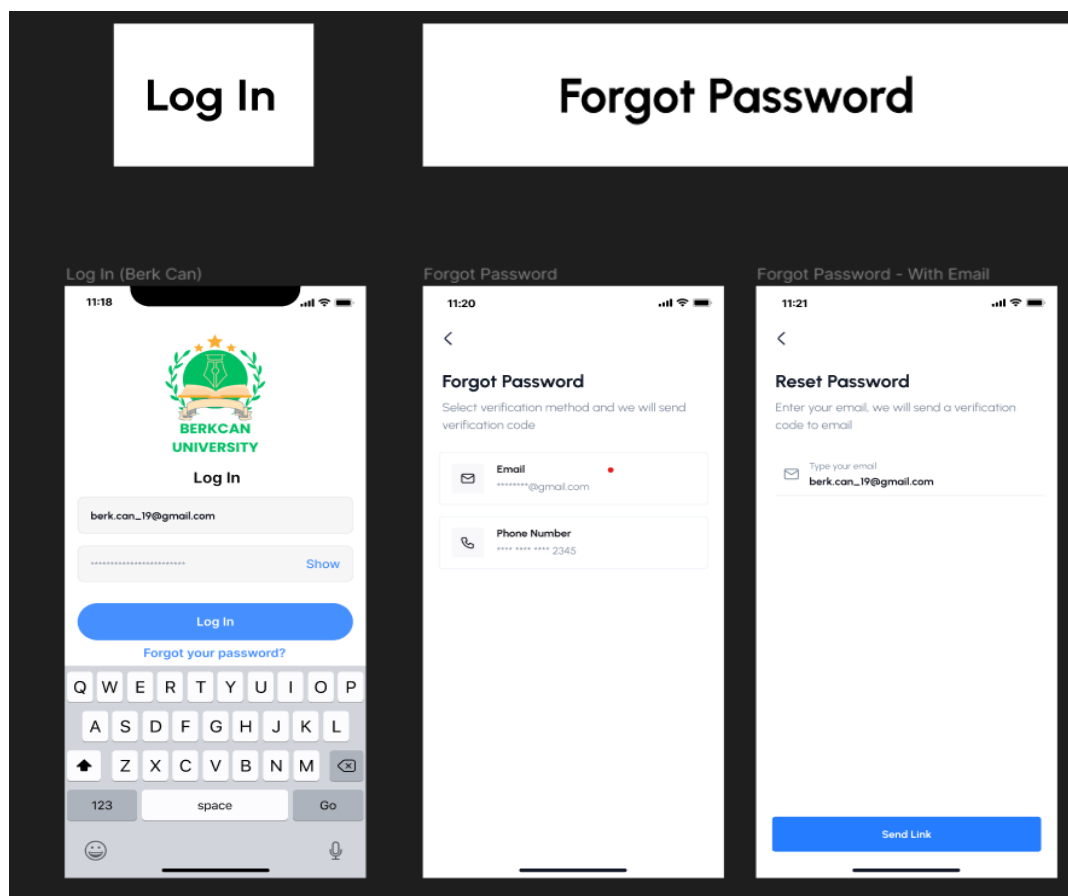 Log In
Forgot Password
Log In (Berk Can)
11:18
BERKCAN
UNIVERSITY
Log In
berk.can_19@gmail.com
************************
Show
Log In
Forgot your password?
Q W E R T Y U I O P
A S D F G H J K L
Z X C V B N M
123 space Go
Forgot Password
11:20
Forgot Password
Select verification method and we will send
verification code
Email
********@gmail.com
Phone Number
**** **** **** 2345
Forgot Password - With Email
11:21
Reset Password
Enter your email, we will send a verification
code to email
Type your email
berk.can_19@gmail.com
Send Link